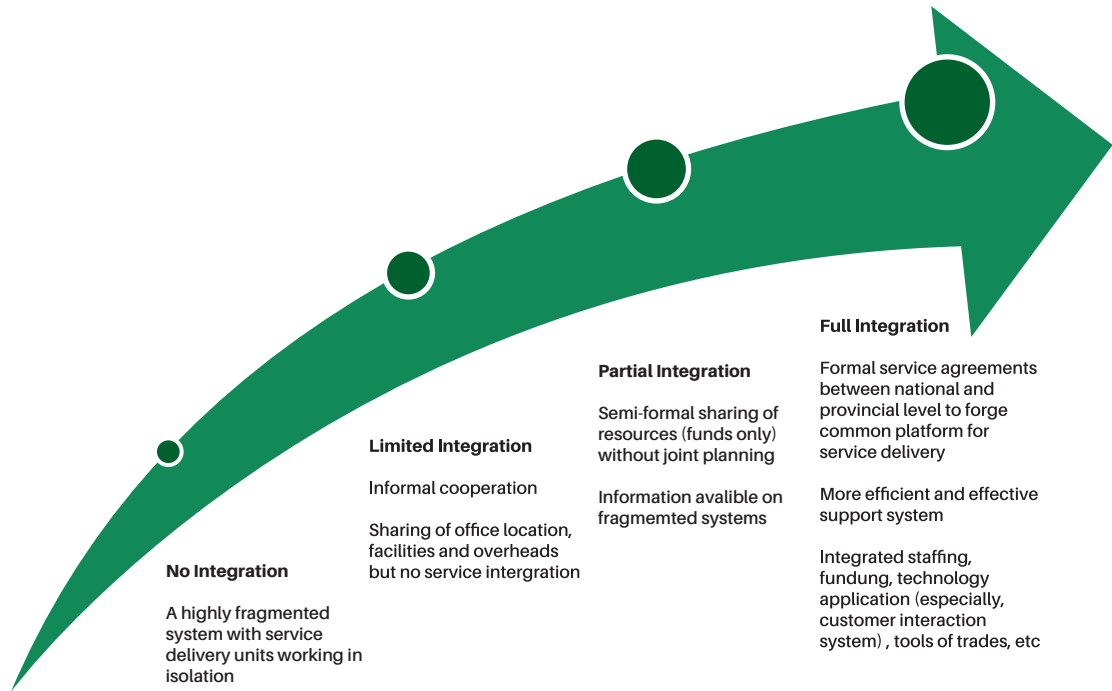 No Integration
A highly fragmented
system with service
delivery units working in
isolation
Limited Integration
Informal cooperation
Sharing of office location,
facilities and overheads
but no service intergration
Partial Integration
Semi-formal sharing of
resources (funds only)
without joint planning
Information avalible on
fragmemted systems
Full Integration
Formal service agreements
between national and
provincial level to forge
common platform for
service delivery
More efficient and effective
support system
Integrated staffing,
fundung, technology
application (especially,
customer interaction
system) , tools of trades, etc